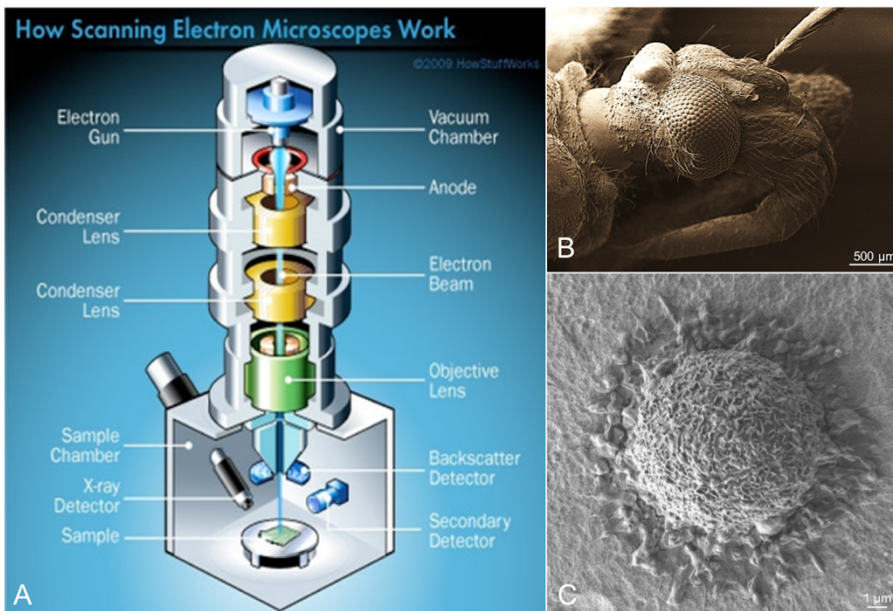 How Scanning Electron Microscopes Work
©2009 HowStuffWorks
Electron
Gun
Vacuum
Chamber
Anode
Condenser
Lens
Electron
Beam
Condenser
Lens
Objective
Lens
Sample
Chamber
Backscatter
Detector
X-ray
Detector
Secondary
Detector
Sample
A
B
500 µm
C
1 µm